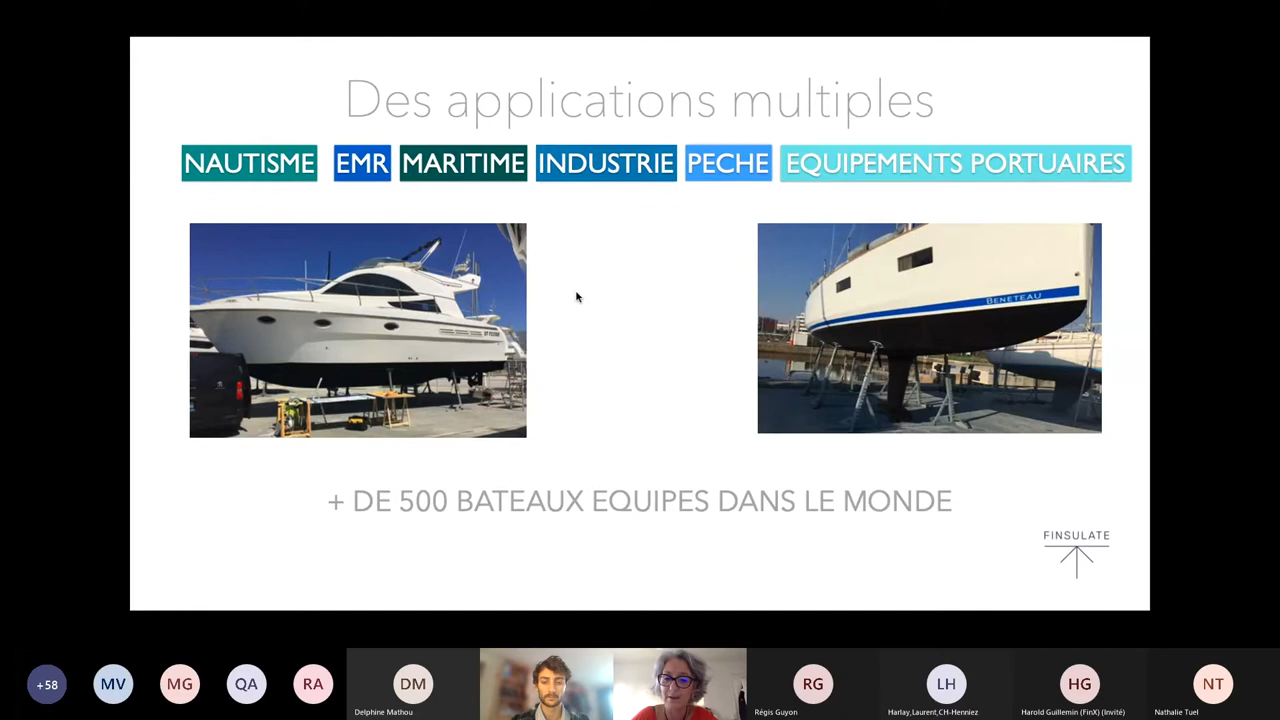 Des applications multiples
NAUTISME EMR MARITIME INDUSTRIE PECHE EQUIPEMENTS PORTUAIRES
BENETEAU
+ DE 500 BATEAUX EQUIPES DANS LE MONDE
FINSULATE
+58 MV MG QA RA DM RG LH HG NT
Delphine Mathou Régis Guyon Harlay,Laurent,CH-Henniez Harold Guillemin (FinX) (Invité) Nathalie Tuel